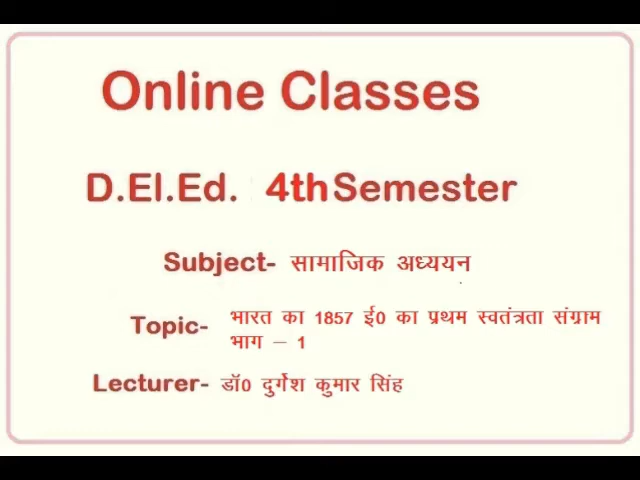 Online Classes
D.El.Ed. 4th Semester
Subject- सामाजिक अध्ययन
Topic- भारत का 1857 ई0 का प्रथम स्वतंत्रता संग्राम
भाग – 1
Lecturer- डॉ0 दुर्गेश कुमार सिंह